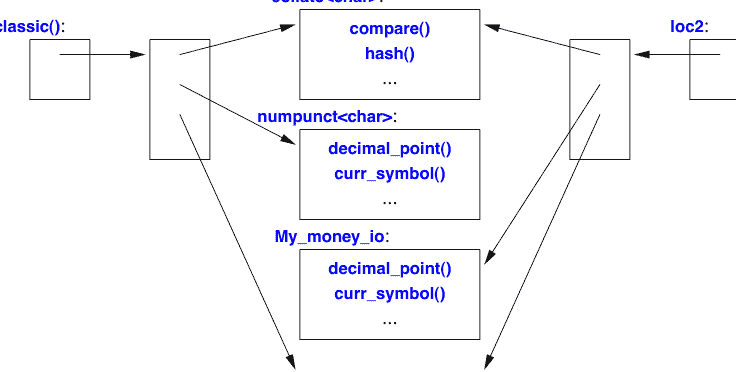 classic():
loc2:
compare()
hash()
...
numpunct<char>:
decimal_point()
curr_symbol()
...
My_money_io:
decimal_point()
curr_symbol()
...